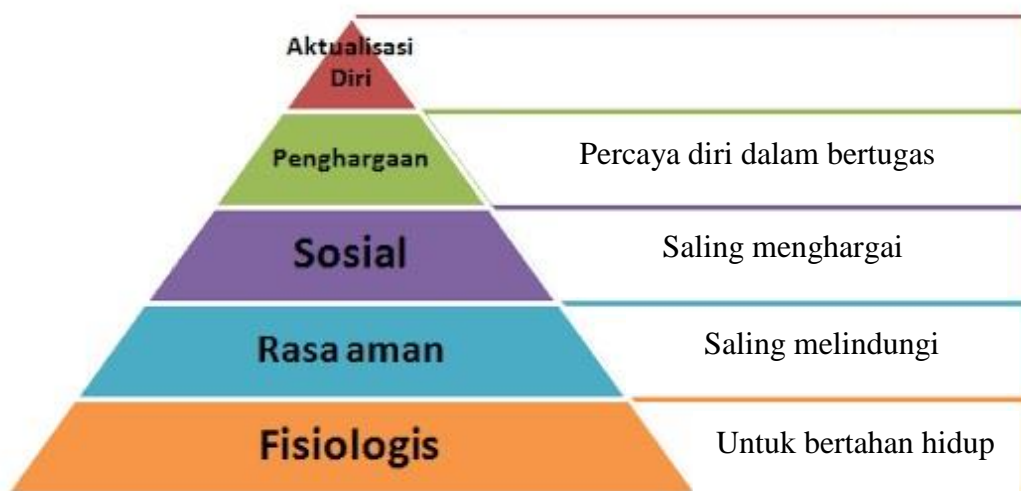 Aktualisasi
Diri
Penghargaan
Percaya diri dalam bertugas
Sosial
Saling menghargai
Rasa aman
Saling melindungi
Fisiologis
Untuk bertahan hidup